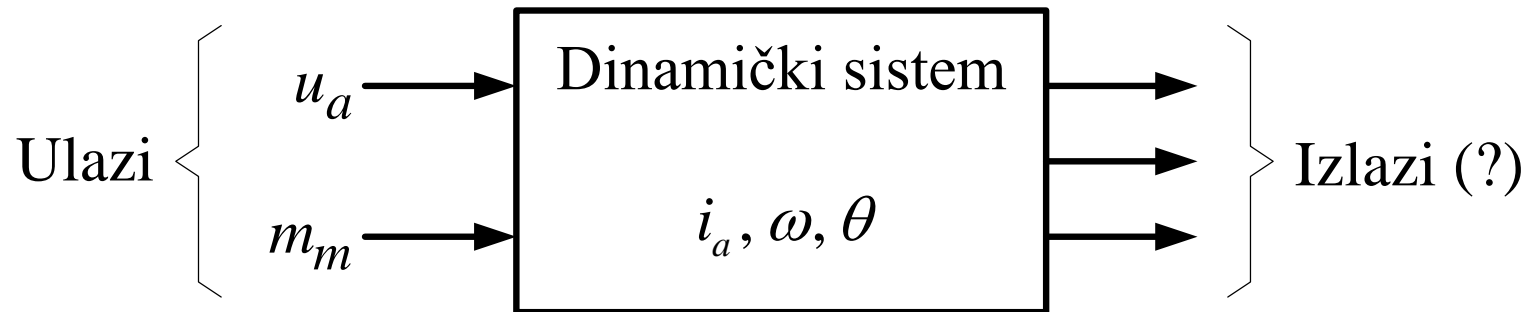 Ulazi
u_a
m_m
Dinamički sistem
i_a, ω, θ
Izlazi (?)